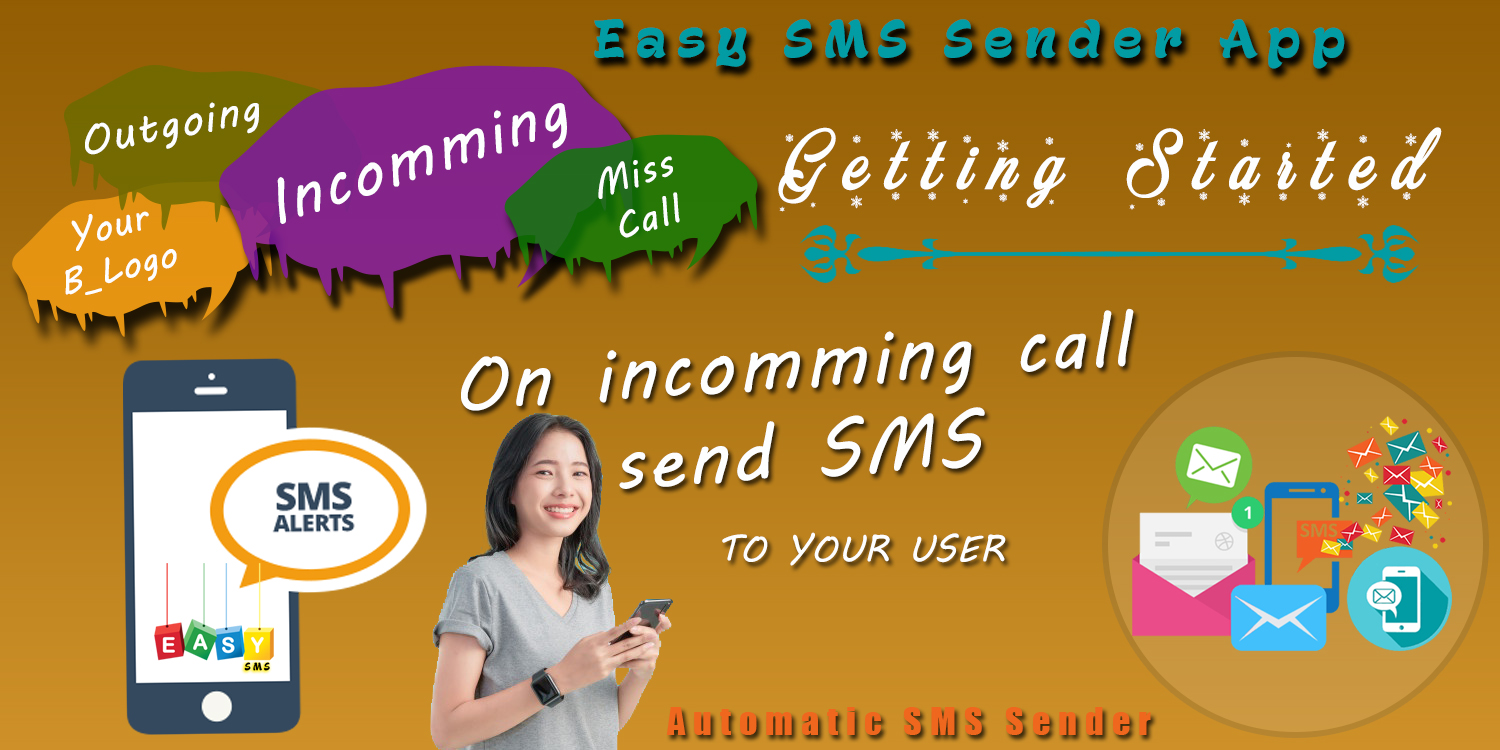 Easy SMS Sender App
Outgoing
Incomming
Miss
Call
Your
B_Logo
Getting Started
On incomming call
send SMS
TO YOUR USER
SMS
ALERTS
EASY
SMS
1
SMS
Automatic SMS Sender